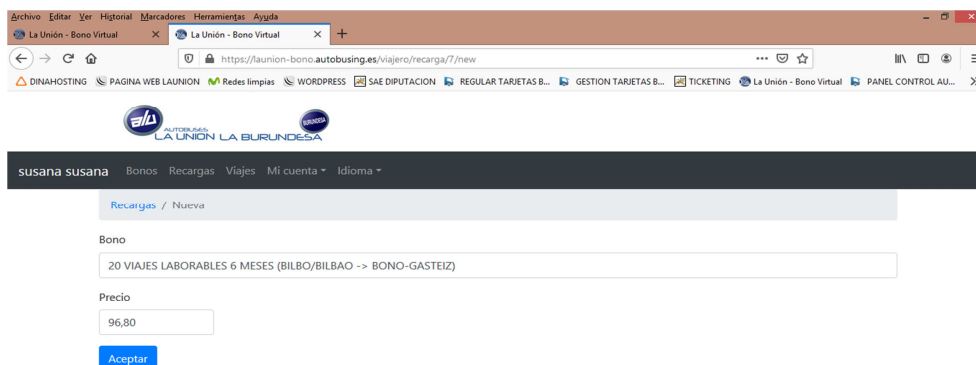 Archivo Editar Ver Historial Marcadores Herramientas Ayuda
La Unión - Bono Virtual La Unión - Bono Virtual
https://launion-bono.autobusing.es/viajero/recarga/7/new
DINAHOSTING PAGINA WEB LAUNION Redes limpias WORDPRESS SAE DIPUTACION REGULAR TARJETAS B... GESTION TARJETAS B... TICKETING La Unión - Bono Virtual PANEL CONTROL AU...
alu BURUNDESA
AUTOBUSES
LA UNION LA BURUNDESA
susana susana Bonos Recargas Viajes Mi cuenta Idioma
Recargas / Nueva
Bono
20 VIAJES LABORABLES 6 MESES (BILBO/BILBAO -> BONO-GASTEIZ)
Precio
96,80
Aceptar